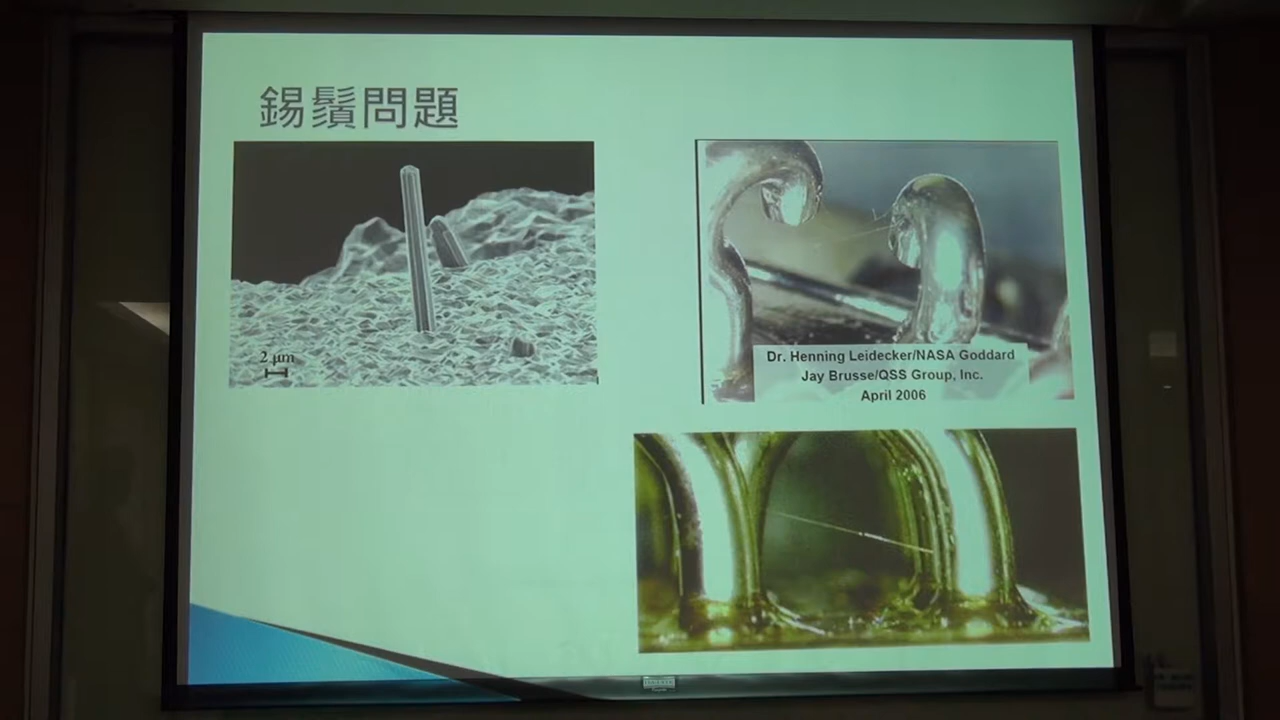 錫鬚問題
2 μm
Dr. Henning Leidecker/NASA Goddard
Jay Brusse/QSS Group, Inc.
April 2006